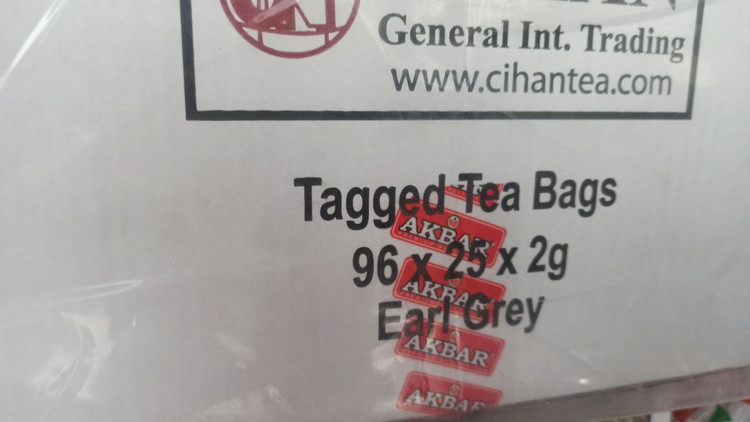 General Int. Trading
www.cihantea.com
Tagged Tea Bags
96 x 25 x 2g
Earl Grey
AKBAR
AKBAR
AKBAR
AKBAR